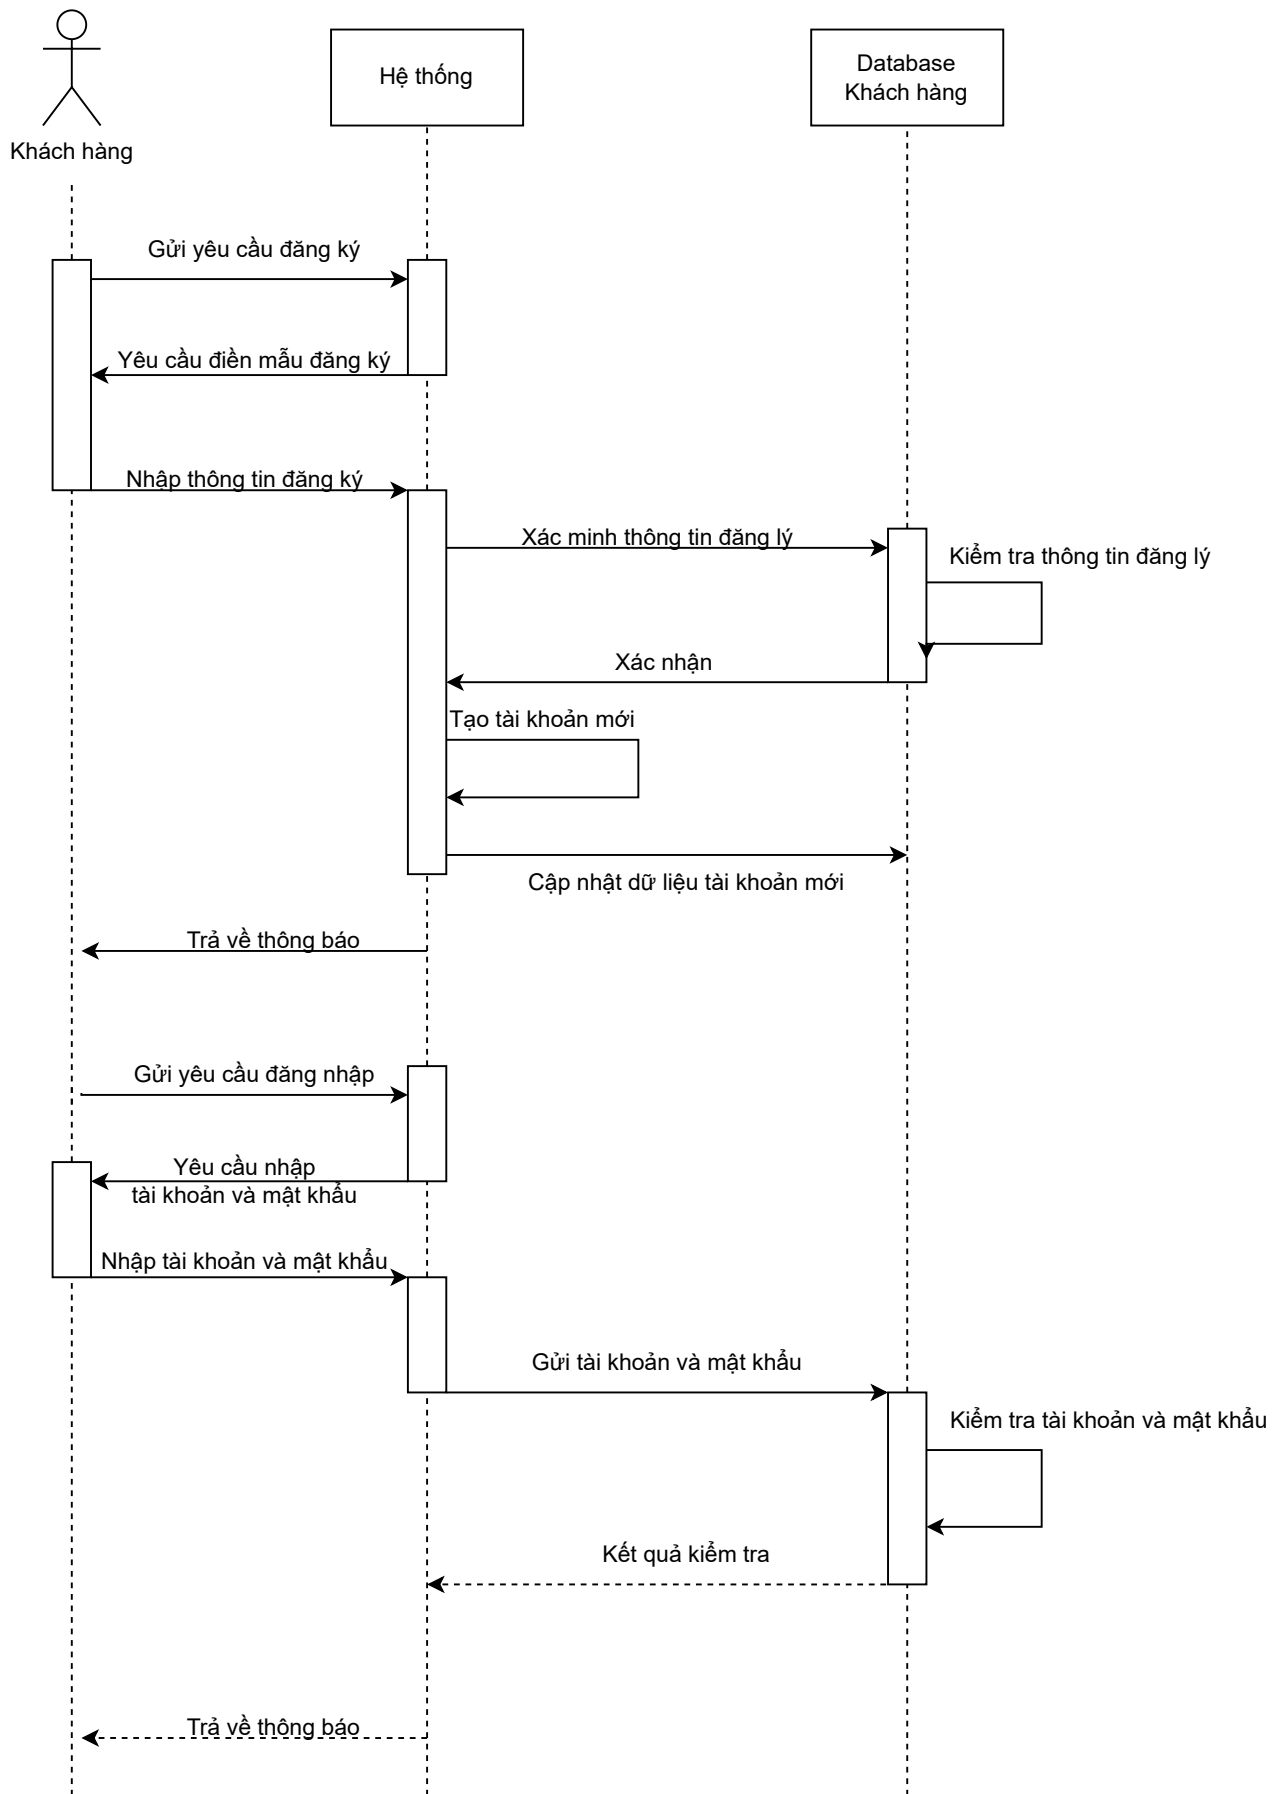 Khách hàng
Hệ thống
Database
Khách hàng
Gửi yêu cầu đăng ký
Yêu cầu điền mẫu đăng ký
Nhập thông tin đăng ký
Xác minh thông tin đăng lý
Kiểm tra thông tin đăng lý
Xác nhận
Tạo tài khoản mới
Cập nhật dữ liệu tài khoản mới
Trả về thông báo
Gửi yêu cầu đăng nhập
Yêu cầu nhập
tài khoản và mật khẩu
Nhập tài khoản và mật khẩu
Gửi tài khoản và mật khẩu
Kiểm tra tài khoản và mật khẩu
Kết quả kiểm tra
Trả về thông báo